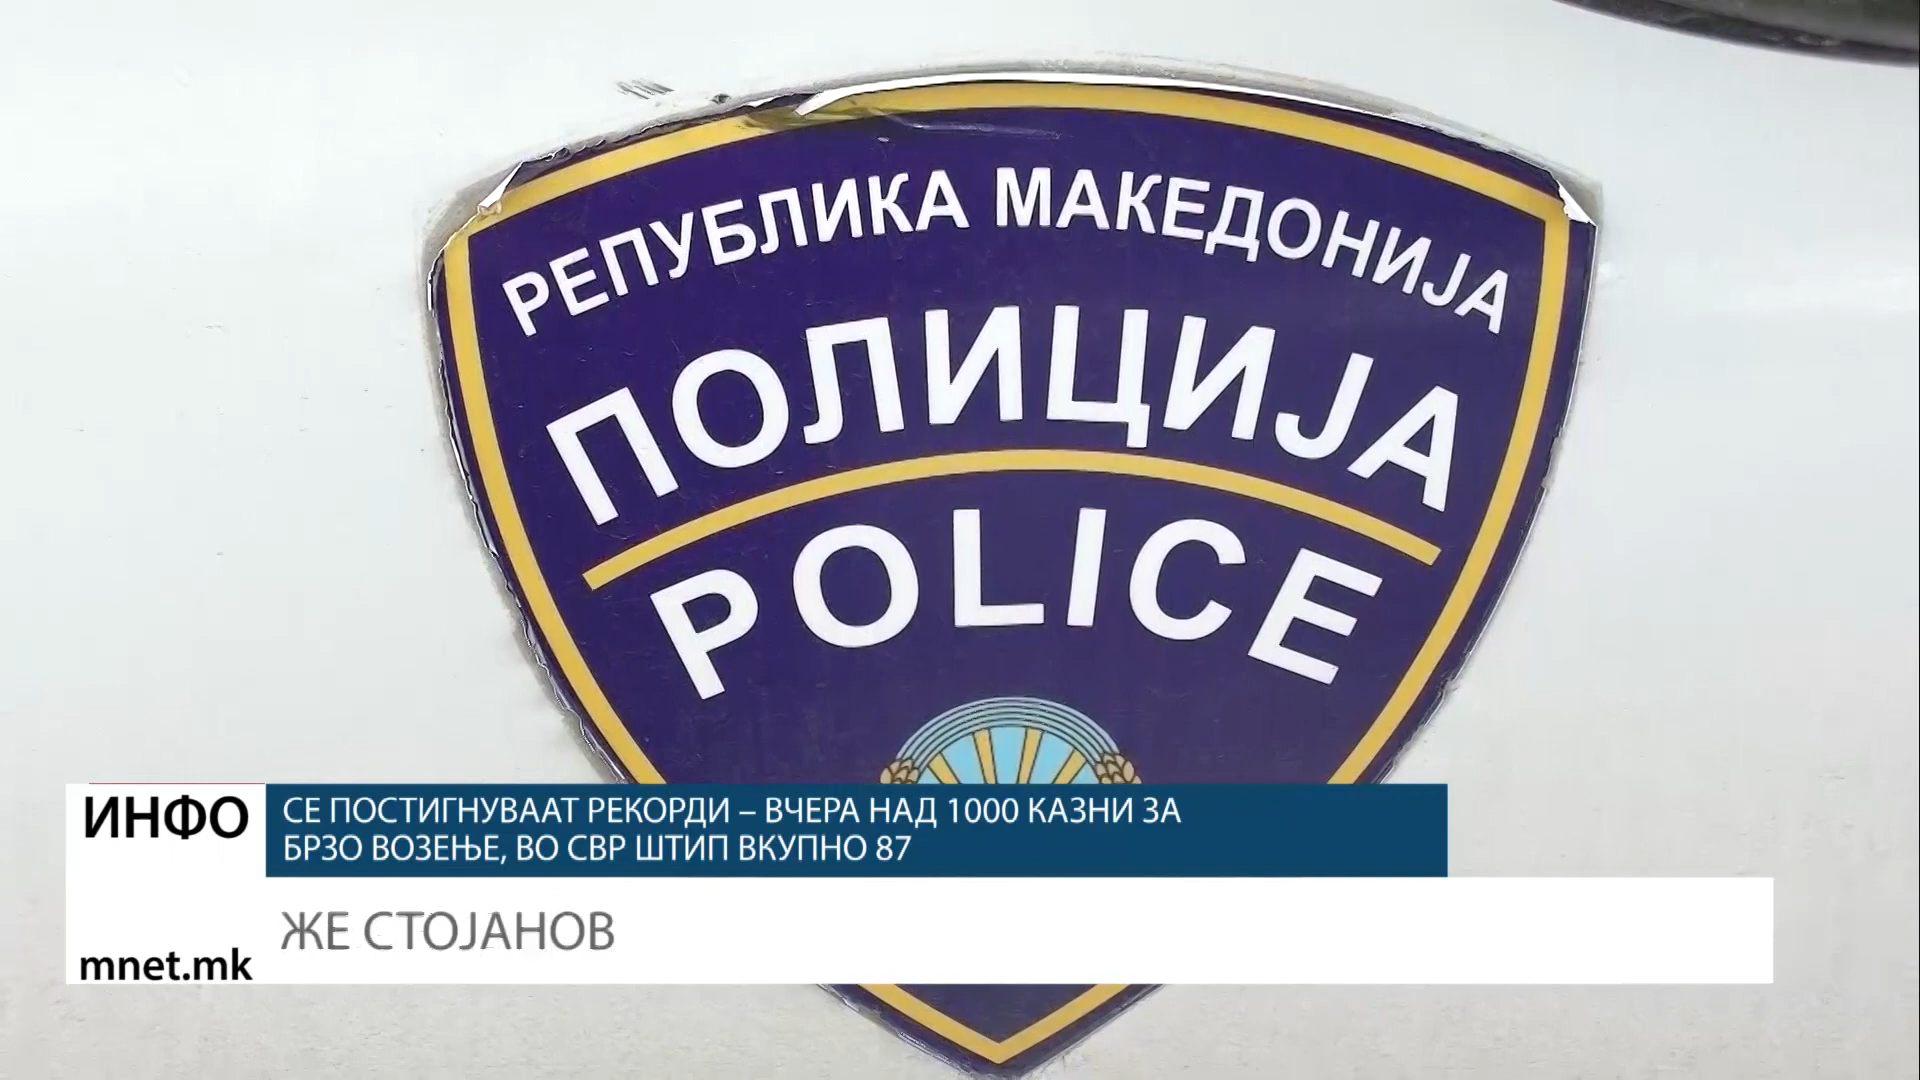 РЕПУБЛИКА МАКЕДОНИЈА
ПОЛИЦИЈА
POLICE
ИНФО
СЕ ПОСТИГНУВААТ РЕКОРДИ – ВЧЕРА НАД 1000 КАЗНИ ЗА
БРЗО ВОЗЕЊЕ, ВО СВР ШТИП ВКУПНО 87
ЖЕ СТОЈАНОВ
mnet.mk